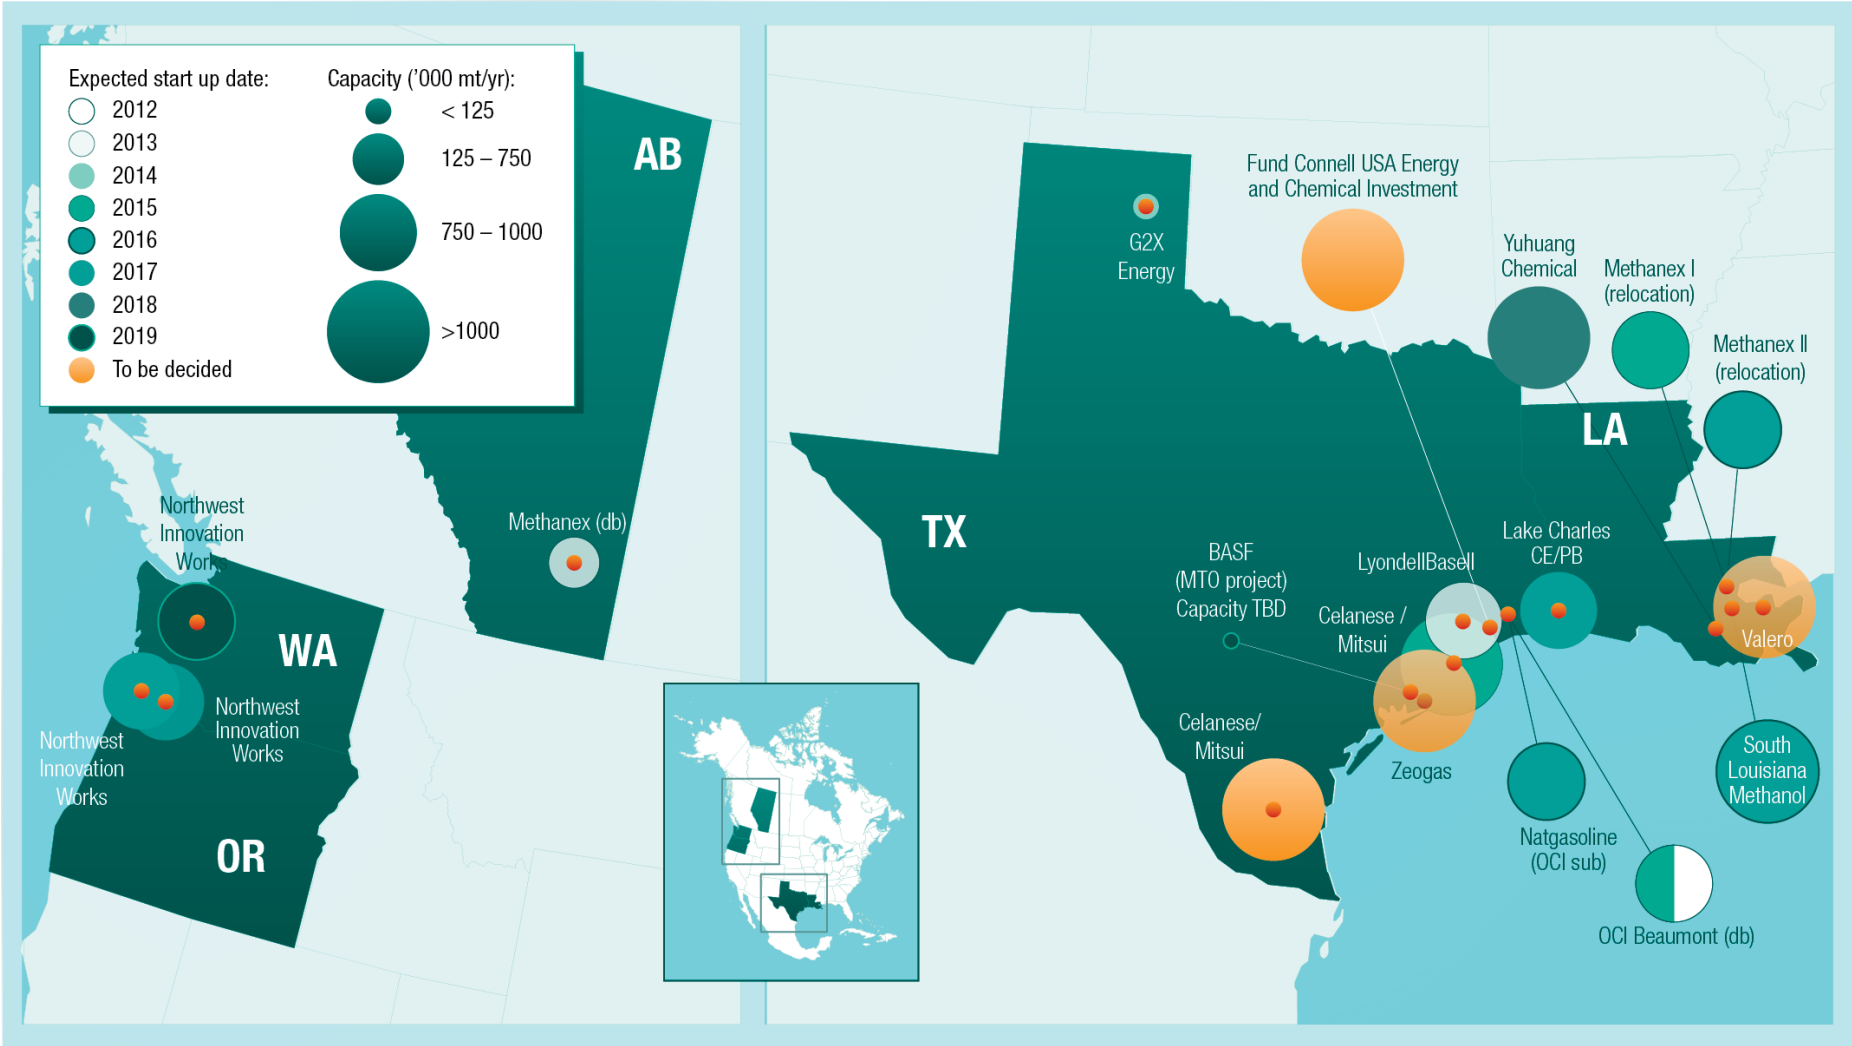 Expected start up date:
2012
2013
2014
2015
2016
2017
2018
2019
To be decided
Capacity ('000 mt/yr):
< 125
125 – 750
750 – 1000
>1000
AB
Methanex (db)
Northwest
Innovation
Works
WA
Northwest
Innovation
Works
Northwest
Innovation
Works
OR
Fund Connell USA Energy
and Chemical Investment
G2X
Energy
Yuhuang
Chemical
Methanex I
(relocation)
Methanex II
(relocation)
LA
TX
Lake Charles
CE/PB
BASF
(MTO project)
Capacity TBD
LyondellBasell
Celanese /
Mitsui
Valero
Celanese/
Mitsui
Zeogas
South
Louisiana
Methanol
Natgasoline
(OCI sub)
OCI Beaumont (db)